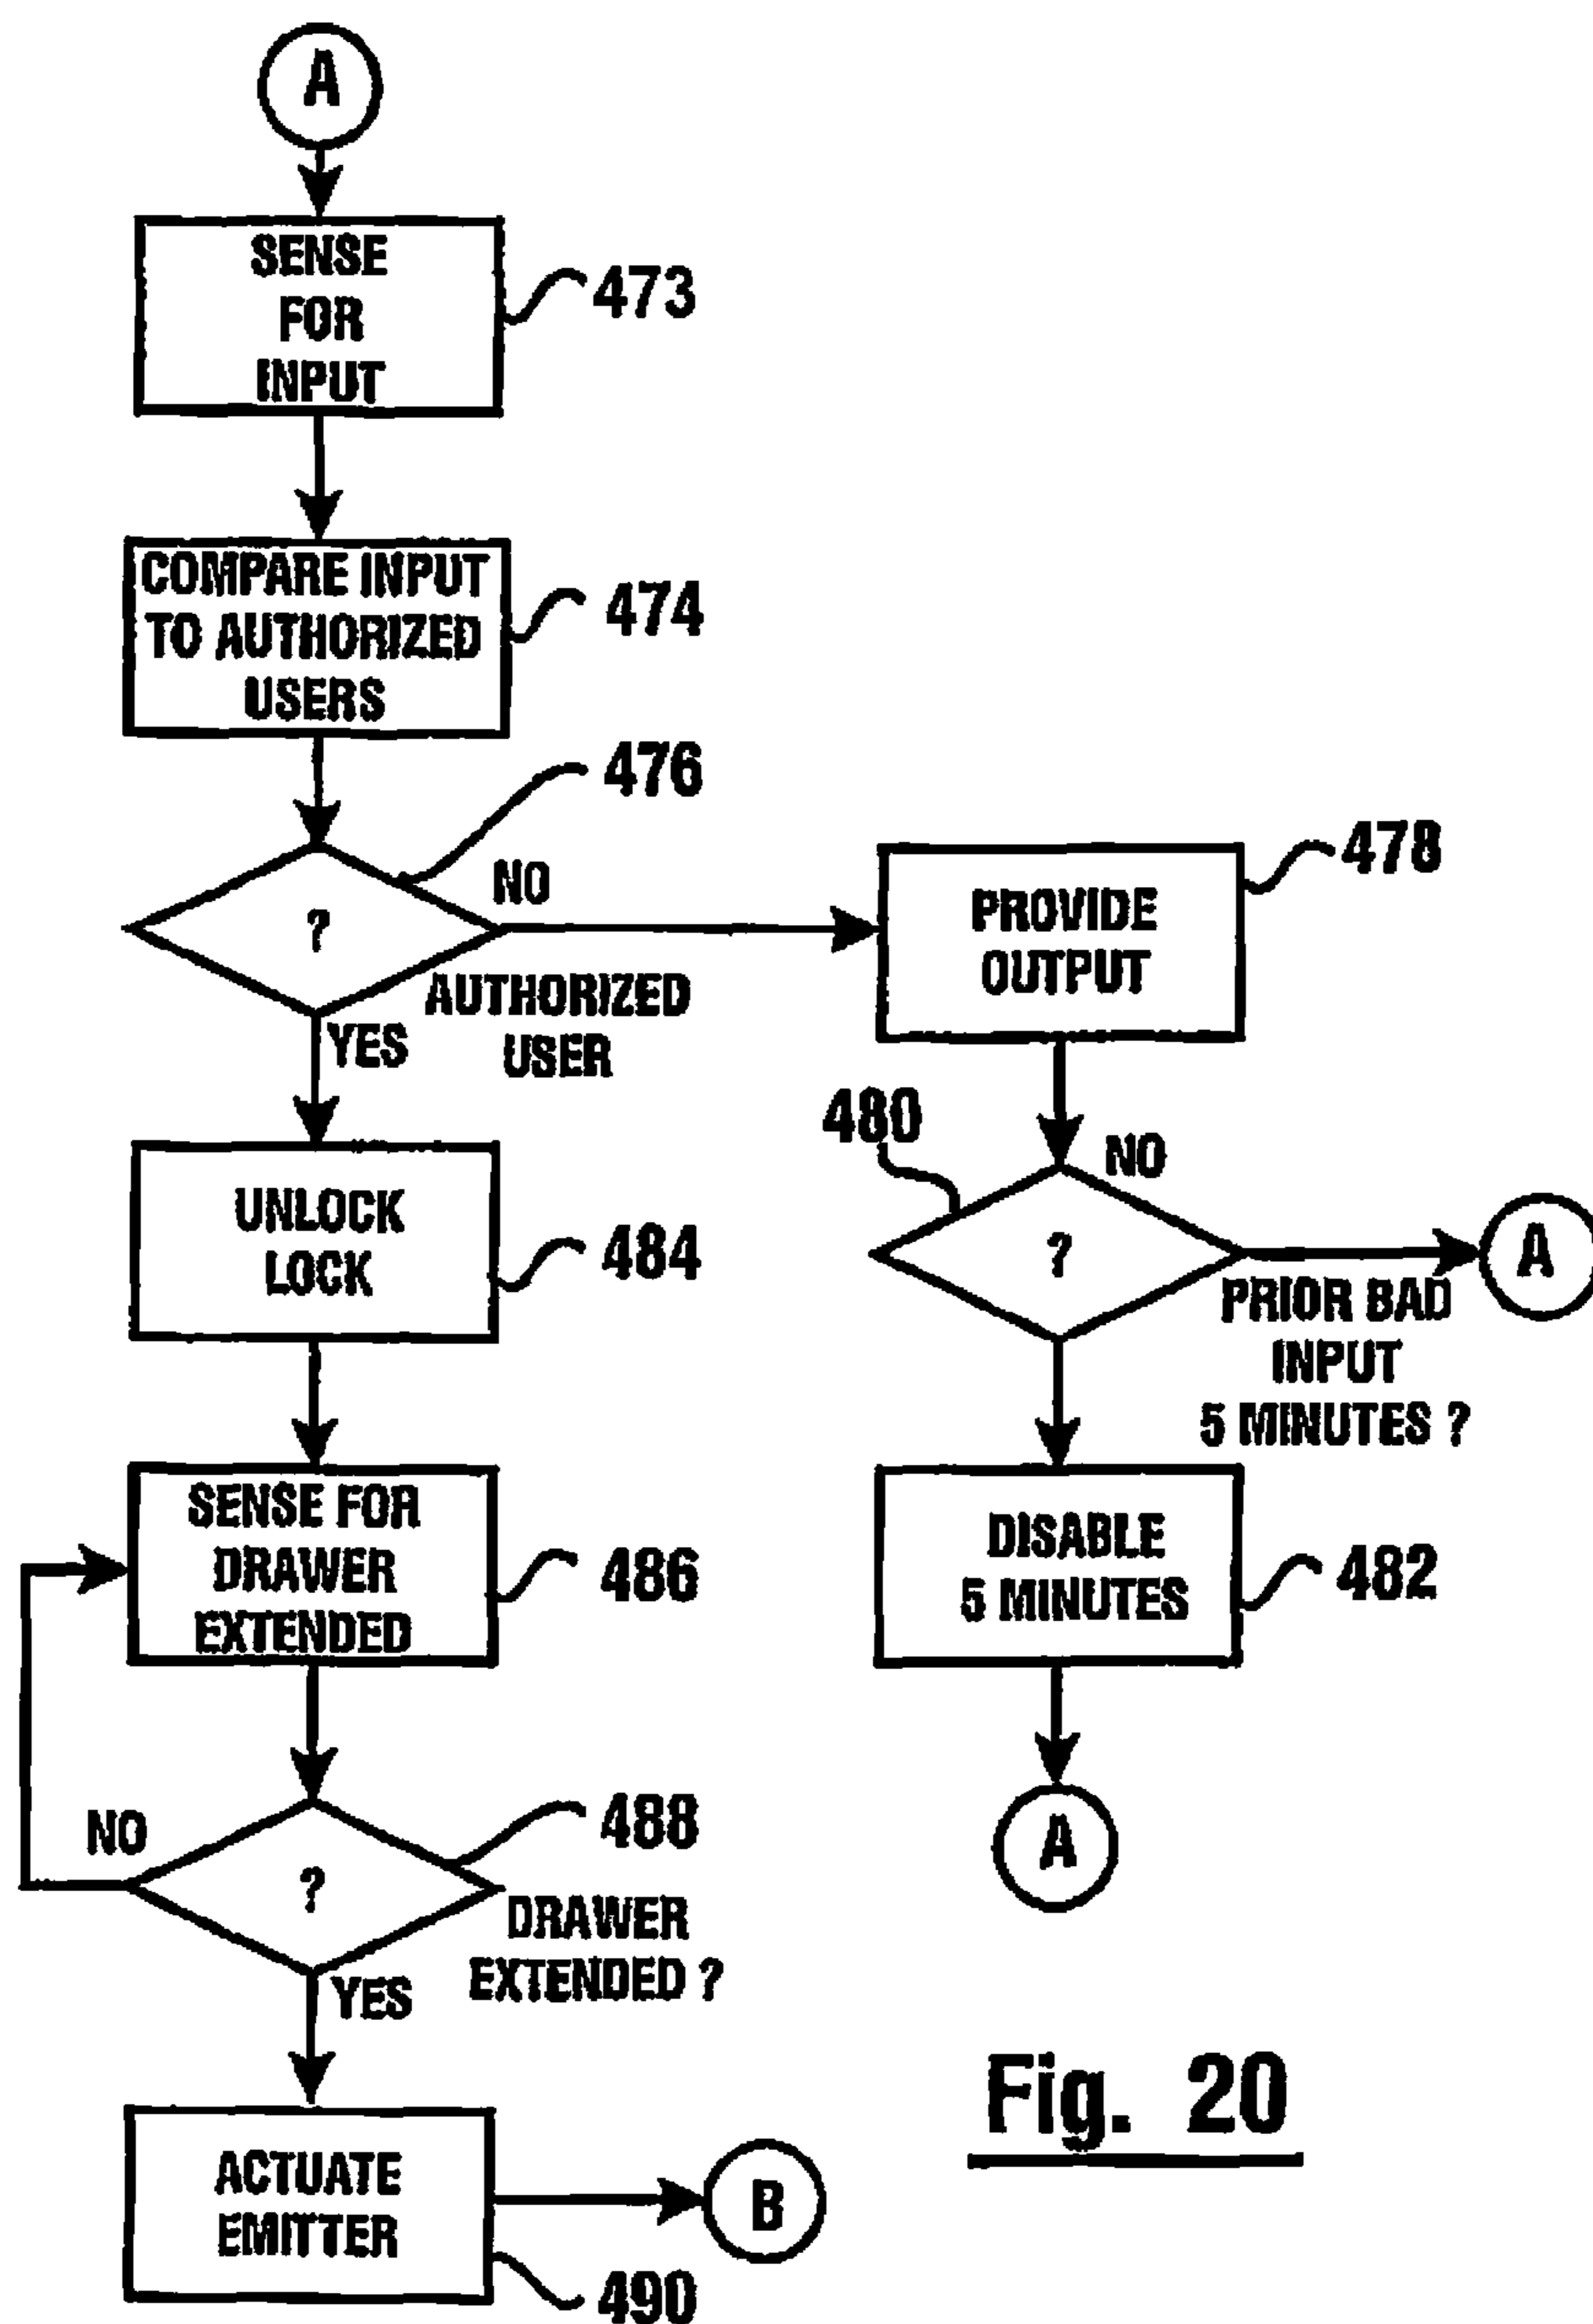 A
SENSE
FOR
INPUT
473
COMPARE INPUT
TO AUTHORIZED
USERS
474
476
?
NO
AUTHORIZED
USER
YES
PROVIDE
OUTPUT
478
480
?
NO
A
PRIOR BAD
INPUT
5 MINUTES ?
UNLOCK
LOCK
484
SENSE FOR
DRAWER
EXTENDED
486
DISABLE
5 MINUTES
482
A
NO
?
488
DRAWER
EXTENDED ?
YES
ACTUATE
EMITTER
490
B
Fig. 20